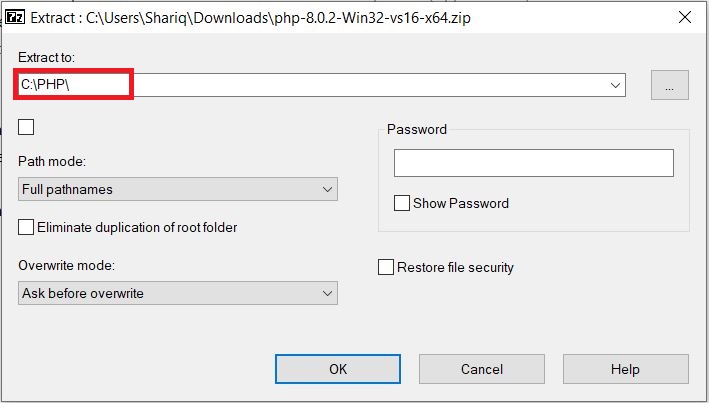 7z Extract : C:\Users\Shariq\Downloads\php-8.0.2-Win32-vs16-x64.zip
Extract to:
C:\PHP\
...
Password
Path mode:
Full pathnames
Show Password
Eliminate duplication of root folder
Overwrite mode:
Restore file security
Ask before overwrite
OK Cancel Help